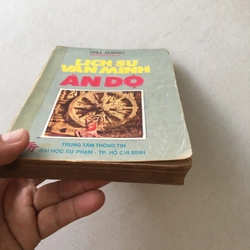 WILL DURANT
LỊCH SỬ
VĂN MINH
ẤN ĐỘ
TRUNG TÂM THÔNG TIN
ĐẠI HỌC SƯ PHẠM - TP. HỒ CHÍ MINH